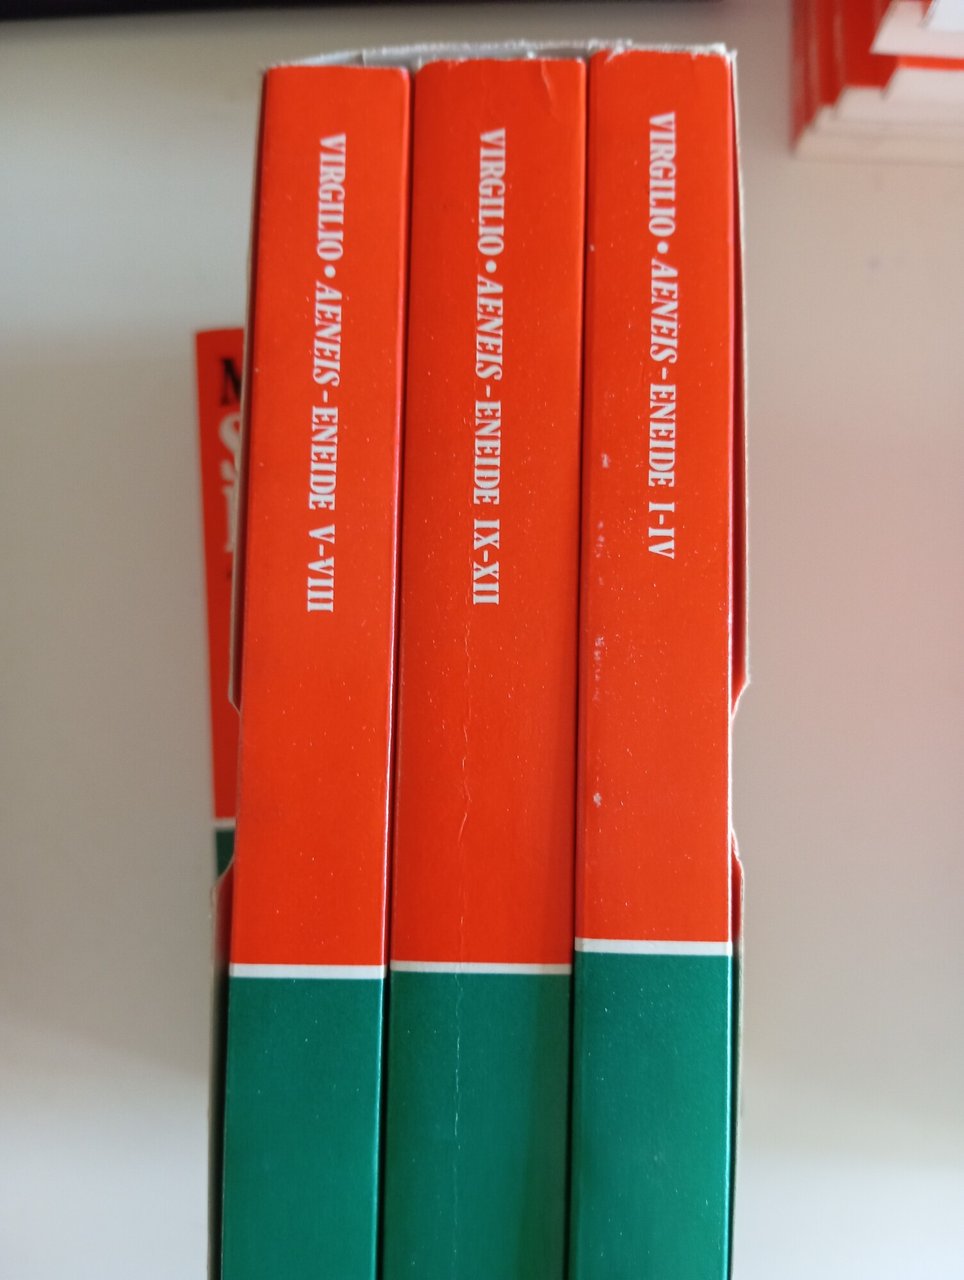 VIRGILIO • AENEIS - ENEIDE V-VIII
VIRGILIO • AENEIS - ENEIDE IX-XII
VIRGILIO • AENEIS - ENEIDE I-IV